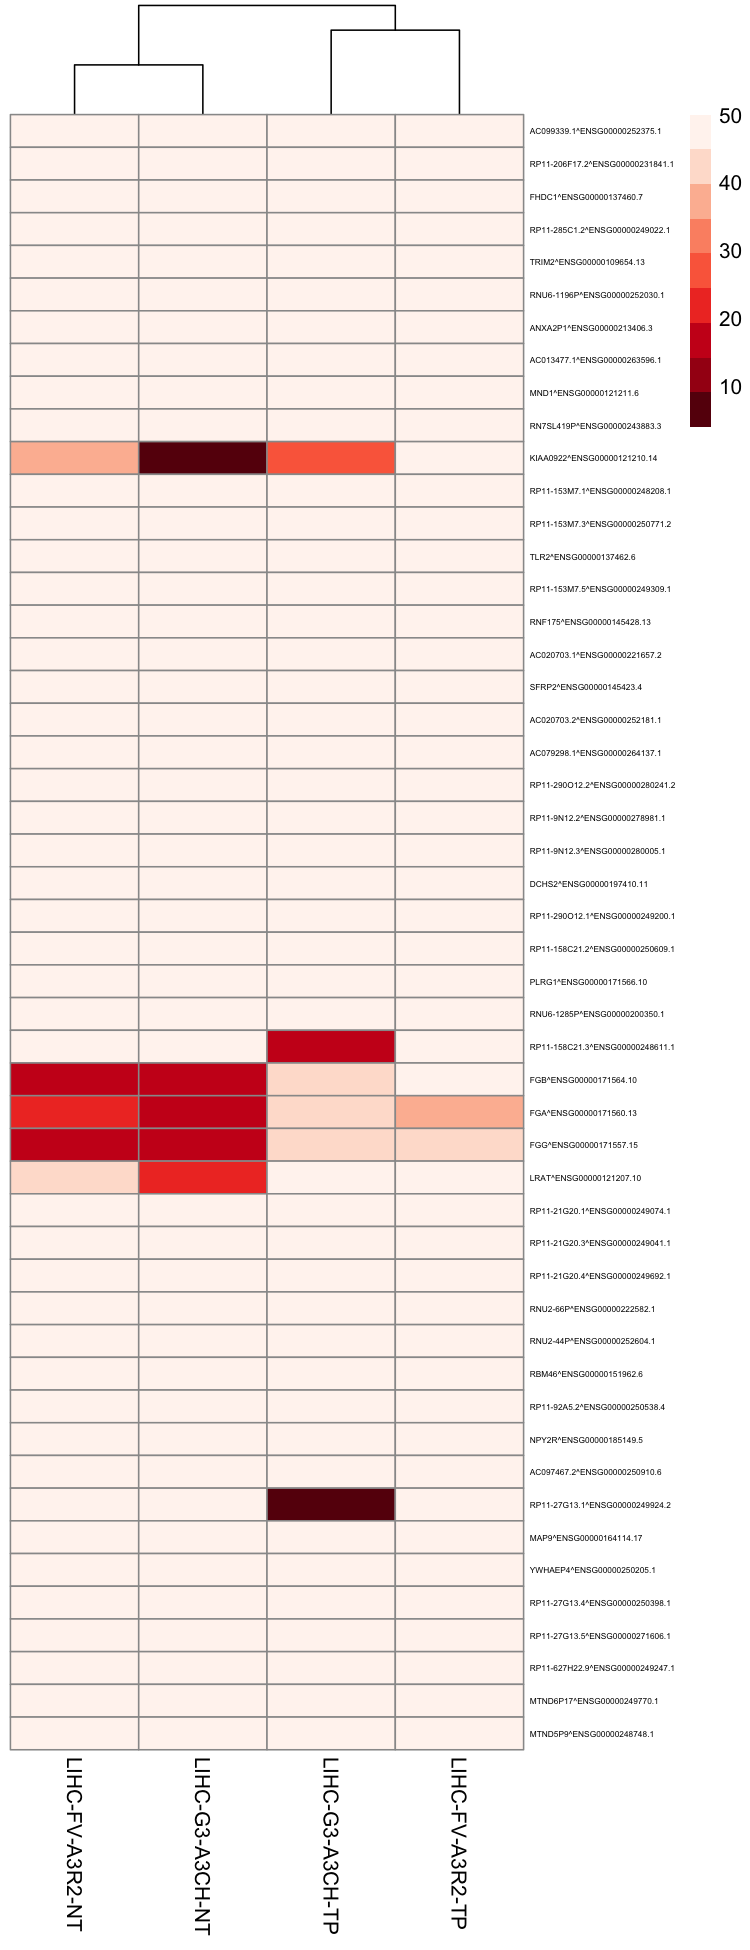 AC099339.1^ENSG00000252375.1
RP11-206F17.2^ENSG00000231841.1
FHDC1^ENSG00000137460.7
RP11-285C1.2^ENSG00000249022.1
TRIM2^ENSG00000109654.13
RNU6-1196P^ENSG00000252030.1
ANXA2P1^ENSG00000213406.3
AC013477.1^ENSG00000263596.1
MND1^ENSG00000121211.6
RN7SL419P^ENSG00000243883.3
KIAA0922^ENSG00000121210.14
RP11-153M7.1^ENSG00000248208.1
RP11-153M7.3^ENSG00000250771.2
TLR2^ENSG00000137462.6
RP11-153M7.5^ENSG00000249309.1
RNF175^ENSG00000145428.13
AC020703.1^ENSG00000221657.2
SFRP2^ENSG00000145423.4
AC020703.2^ENSG00000252181.1
AC079298.1^ENSG00000264137.1
RP11-290O12.2^ENSG00000280241.2
RP11-9N12.2^ENSG00000278981.1
RP11-9N12.3^ENSG00000280005.1
DCHS2^ENSG00000197410.11
RP11-290O12.1^ENSG00000249200.1
RP11-158C21.2^ENSG00000250609.1
PLRG1^ENSG00000171566.10
RNU6-1285P^ENSG00000200350.1
RP11-158C21.3^ENSG00000248611.1
FGB^ENSG00000171564.10
FGA^ENSG00000171560.13
FGG^ENSG00000171557.15
LRAT^ENSG00000121207.10
RP11-21G20.1^ENSG00000249074.1
RP11-21G20.3^ENSG00000249041.1
RP11-21G20.4^ENSG00000249692.1
RNU2-66P^ENSG00000222582.1
RNU2-44P^ENSG00000252604.1
RBM46^ENSG00000151962.6
RP11-92A5.2^ENSG00000250538.4
NPY2R^ENSG00000185149.5
AC097467.2^ENSG00000250910.6
RP11-27G13.1^ENSG00000249924.2
MAP9^ENSG00000164114.17
YWHAEP4^ENSG00000250205.1
RP11-27G13.4^ENSG00000250398.1
RP11-27G13.5^ENSG00000271606.1
RP11-627H22.9^ENSG00000249247.1
MTND6P17^ENSG00000249770.1
MTND5P9^ENSG00000248748.1
50
40
30
20
10
LIHC-FV-A3R2-NT
LIHC-G3-A3CH-NT
LIHC-G3-A3CH-TP
LIHC-FV-A3R2-TP